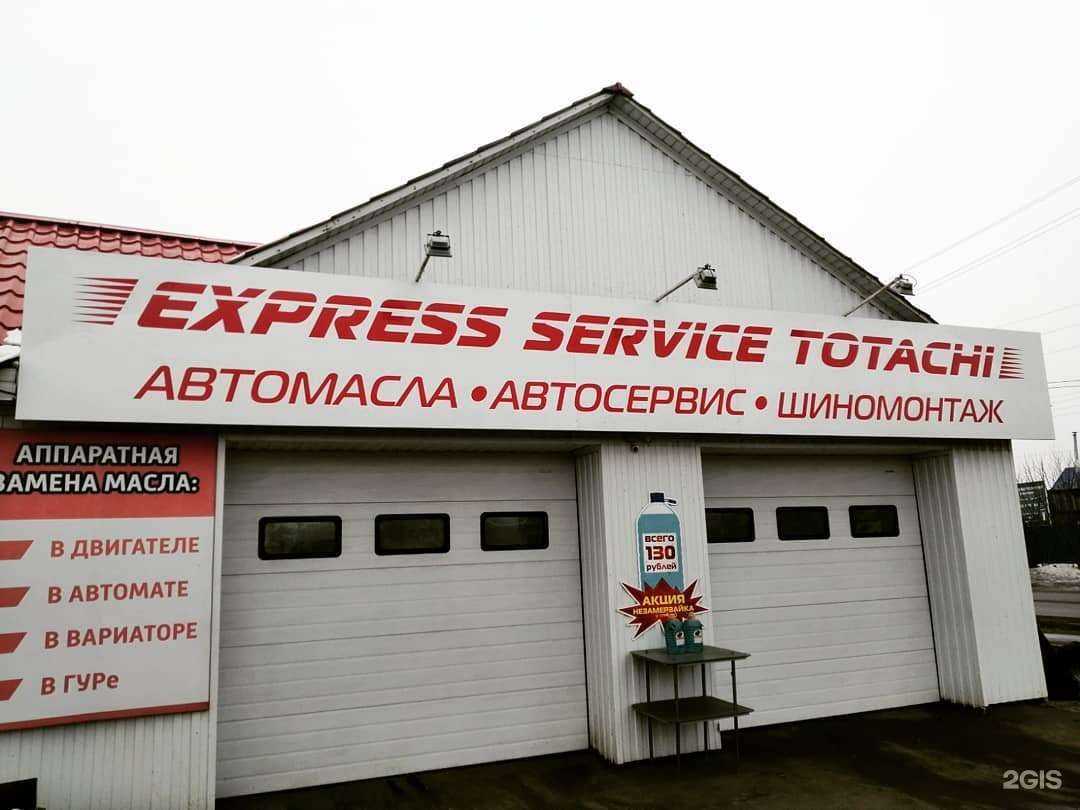 EXPRESS SERVICE TOTACHI
АВТОМАСЛА • АВТОСЕРВИС • ШИНОМОНТАЖ
АППАРАТНАЯ
ЗАМЕНА МАСЛА:
В ДВИГАТЕЛЕ
В АВТОМАТЕ
В ВАРИАТОРЕ
В ГУРе
всего
130
рублей
АКЦИЯ
НЕЗАМЕРЗАЙКА
2GIS